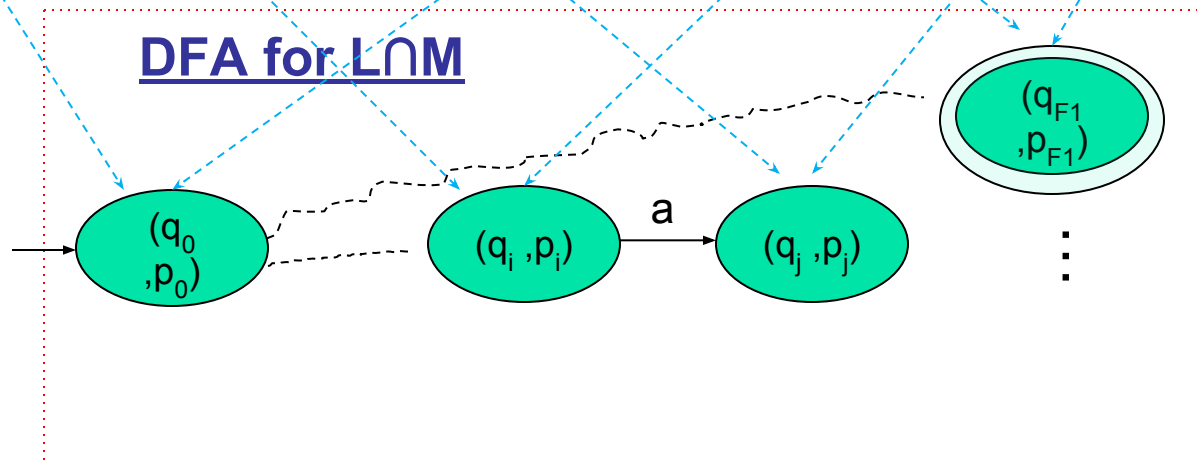 DFA for L∩M
(q0
,p0)
(qi ,pi)
a
(qj ,pj)
(qF1
,pF1)
⋮